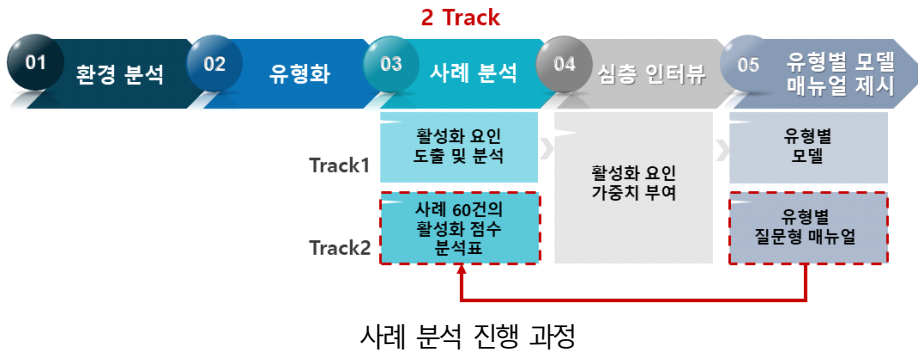 2 Track
01
환경 분석
02
유형화
03
사례 분석
04
심층 인터뷰
05
유형별 모델
매뉴얼 제시
Track1
활성화 요인
도출 및 분석
활성화 요인
가중치 부여
유형별
모델
Track2
사례 60건의
활성화 점수
분석표
유형별
질문형 매뉴얼
사례 분석 진행 과정